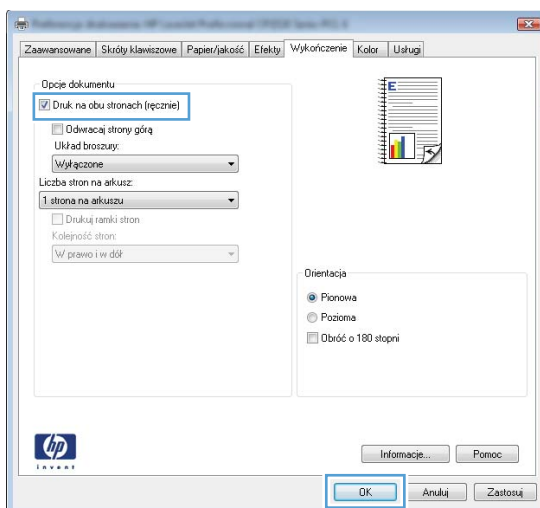 Zaawansowane Skróty klawiszowe Papier/jakość Efekty Wykończenie Kolor Usługi
Opcje dokumentu
Druk na obu stronach (ręcznie)
Odwracaj strony górą
Układ broszury:
Wyłączone
Liczba stron na arkusz:
1 strona na arkuszu
Drukuj ramki stron
Kolejność stron:
W prawo i w dół
E
Orientacja
Pionowa
Pozioma
Obróć o 180 stopni
hp
invent
Informacje... Pomoc
OK Anuluj Zastosuj